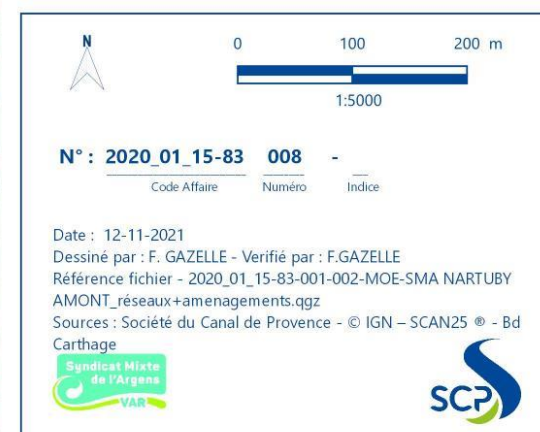 N
0 100 200 m
1:5000
N° : 2020_01_15-83 008 -
Code Affaire Numéro Indice
Date : 12-11-2021
Dessiné par : F. GAZELLE - Verifié par : F.GAZELLE
Référence fichier - 2020_01_15-83-001-002-MOE-SMA NARTUBY
AMONT_réseaux+amenagements.qgz
Sources : Société du Canal de Provence - © IGN – SCAN25 ® - Bd
Carthage
Syndicat Mixte
de l'Argens
VAR
SCP